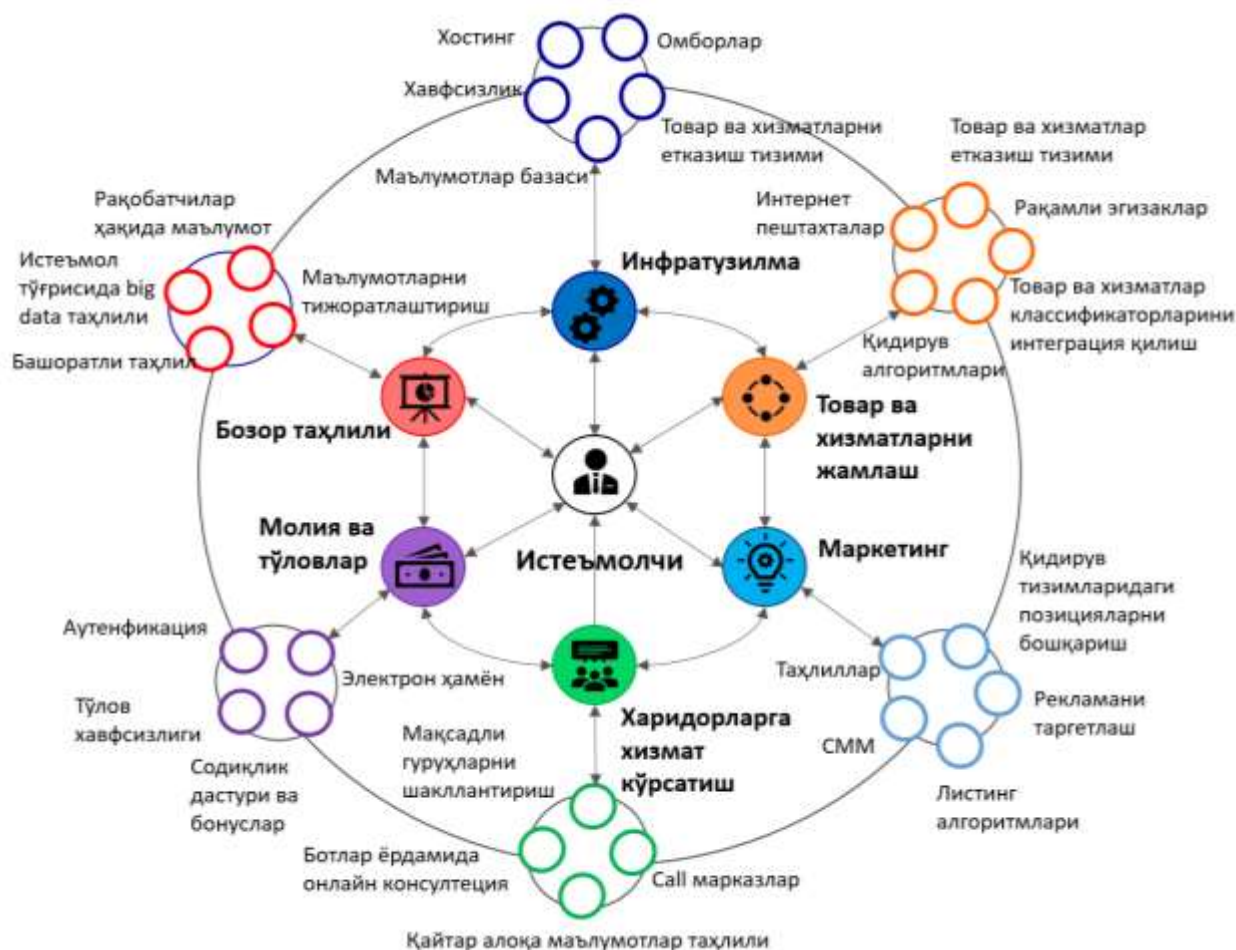 Хостинг
Омборлар
Хавфсизлик
Товар ва хизматларни
етказиш тизими
Маълумотлар базаси
Товар ва хизматлар
етказиш тизими
Интернет
пештахталар
Рақамли эгизаклар
Товар ва хизматлар
классификаторларини
интеграция қилиш
Қидирув
алгоритмлари
Рақобатчилар
ҳақида маълумот
Истеъмол
тўғрисида big
data таҳлили
Маълумотларни
тижоратлаштириш
Башоратли таҳлил
Инфратузилма
Бозор таҳлили
Товар ва
хизматларни
жамлаш
Молия ва
тўловлар
Истеъмолчи
Маркетинг
Аутенфикация
Электрон ҳамён
Тўлов
хавфсизлиги
Содиқлик
дастури ва
бонуслар
Қидирув
тизимларидаги
позицияларни
бошқариш
Таҳлиллар
Рекламани
таргетлаш
СММ
Листинг
алгоритмлари
Харидорларга
хизмат
кўрсатиш
Мақсадли
гуруҳларни
шакллантириш
Ботлар ёрдамида
онлайн консултеция
Call марказлар
Қайтар алоқа маълумотлар таҳлили